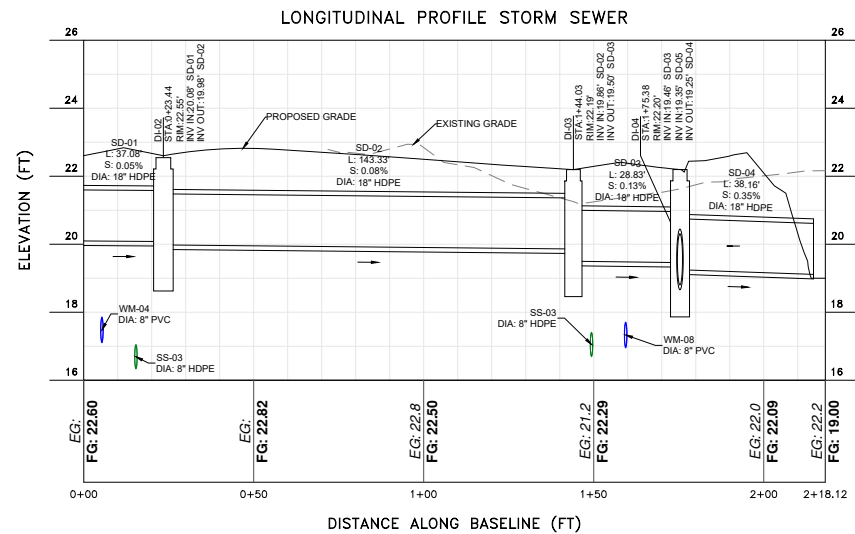 LONGITUDINAL PROFILE STORM SEWER
26
24
22
20
18
16
ELEVATION (FT)
26
24
22
20
18
16
SD-01
L: 37.08'
S: 0.05%
DIA: 18" HDPE
DI-02
STA:0+23.44
RIM:22.55'
INV IN:20.08' SD-01
INV OUT:19.98' SD-02
PROPOSED GRADE
SD-02
L: 143.33'
S: 0.08%
DIA: 18" HDPE
EXISTING GRADE
DI-03
STA:1+44.03
RIM:22.19'
INV IN:19.86' SD-02
INV OUT:19.50' SD-03
SD-03
L: 28.83'
S: 0.13%
DIA: 18" HDPE
DI-04
STA:1+75.38
RIM:22.20'
INV IN:19.46' SD-03
INV IN:19.35' SD-05
INV OUT:19.25' SD-04
SD-04
L: 38.16'
S: 0.35%
DIA: 18" HDPE
WM-04
DIA: 8" PVC
SS-03
DIA: 8" HDPE
SS-03
DIA: 8" HDPE
WM-08
DIA: 8" PVC
EG:
FG: 22.60
EG:
FG: 22.82
EG: 22.8
FG: 22.50
EG: 21.2
FG: 22.29
EG: 22.0
FG: 22.09
EG: 22.2
FG: 19.00
0+00
0+50
1+00
1+50
2+00
2+18.12
DISTANCE ALONG BASELINE (FT)